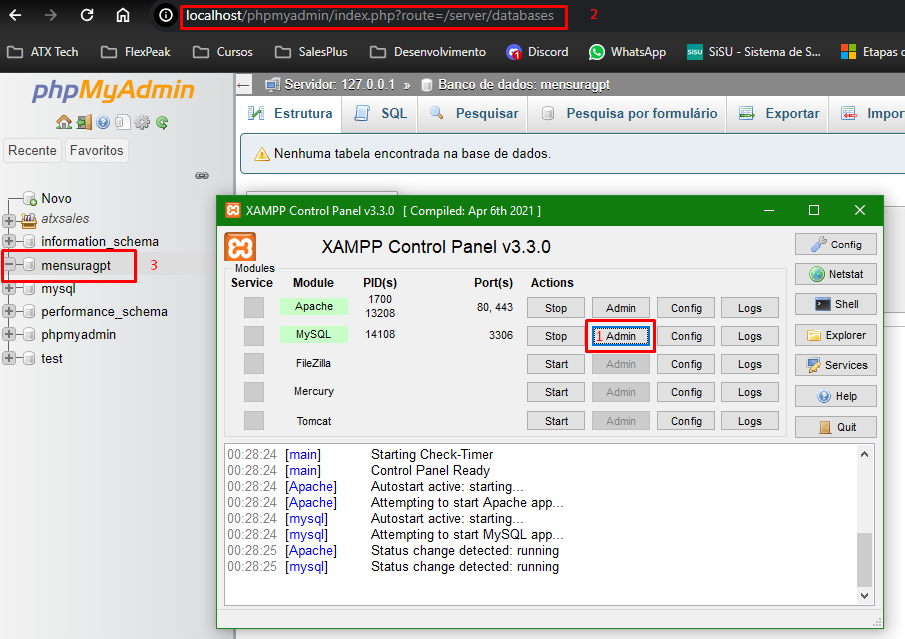 localhost/phpmyadmin/index.php?route=/server/databases
2
ATX Tech
FlexPeak
Cursos
SalesPlus
Desenvolvimento
Discord
WhatsApp
SiSU - Sistema de S...
Etapas d
phpMyAdmin
Recente
Favoritos
Novo
atxsales
information_schema
mensuragpt
3
mysql
performance_schema
phpmyadmin
test
Servidor: 127.0.0.1 » Banco de dados: mensuragpt
Estrutura
SQL
Pesquisar
Pesquisa por formulário
Exportar
Impor
Nenhuma tabela encontrada na base de dados.
XAMPP Control Panel v3.3.0 [ Compiled: Apr 6th 2021 ]
XAMPP Control Panel v3.3.0
Modules
Service Module PID(s) Port(s) Actions
Apache 1700 13208 80, 443 Stop Admin Config Logs
MySQL 14108 3306 Stop 1 Admin Config Logs
FileZilla Start Admin Config Logs
Mercury Start Admin Config Logs
Tomcat Start Admin Config Logs
Config
Netstat
Shell
Explorer
Services
Help
Quit
00:28:24 [main] Starting Check-Timer
00:28:24 [main] Control Panel Ready
00:28:24 [Apache] Autostart active: starting...
00:28:24 [Apache] Attempting to start Apache app...
00:28:24 [mysql] Autostart active: starting...
00:28:24 [mysql] Attempting to start MySQL app...
00:28:25 [Apache] Status change detected: running
00:28:25 [mysql] Status change detected: running